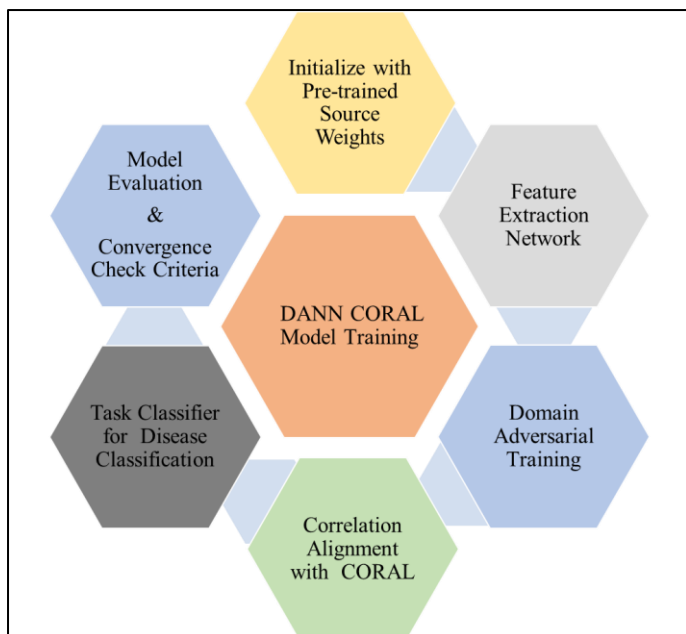 Initialize with
Pre-trained
Source
Weights
Feature
Extraction
Network
Domain
Adversarial
Training
Correlation
Alignment
with CORAL
Task Classifier
for Disease
Classification
Model
Evaluation
&
Convergence
Check Criteria
DANN CORAL
Model Training